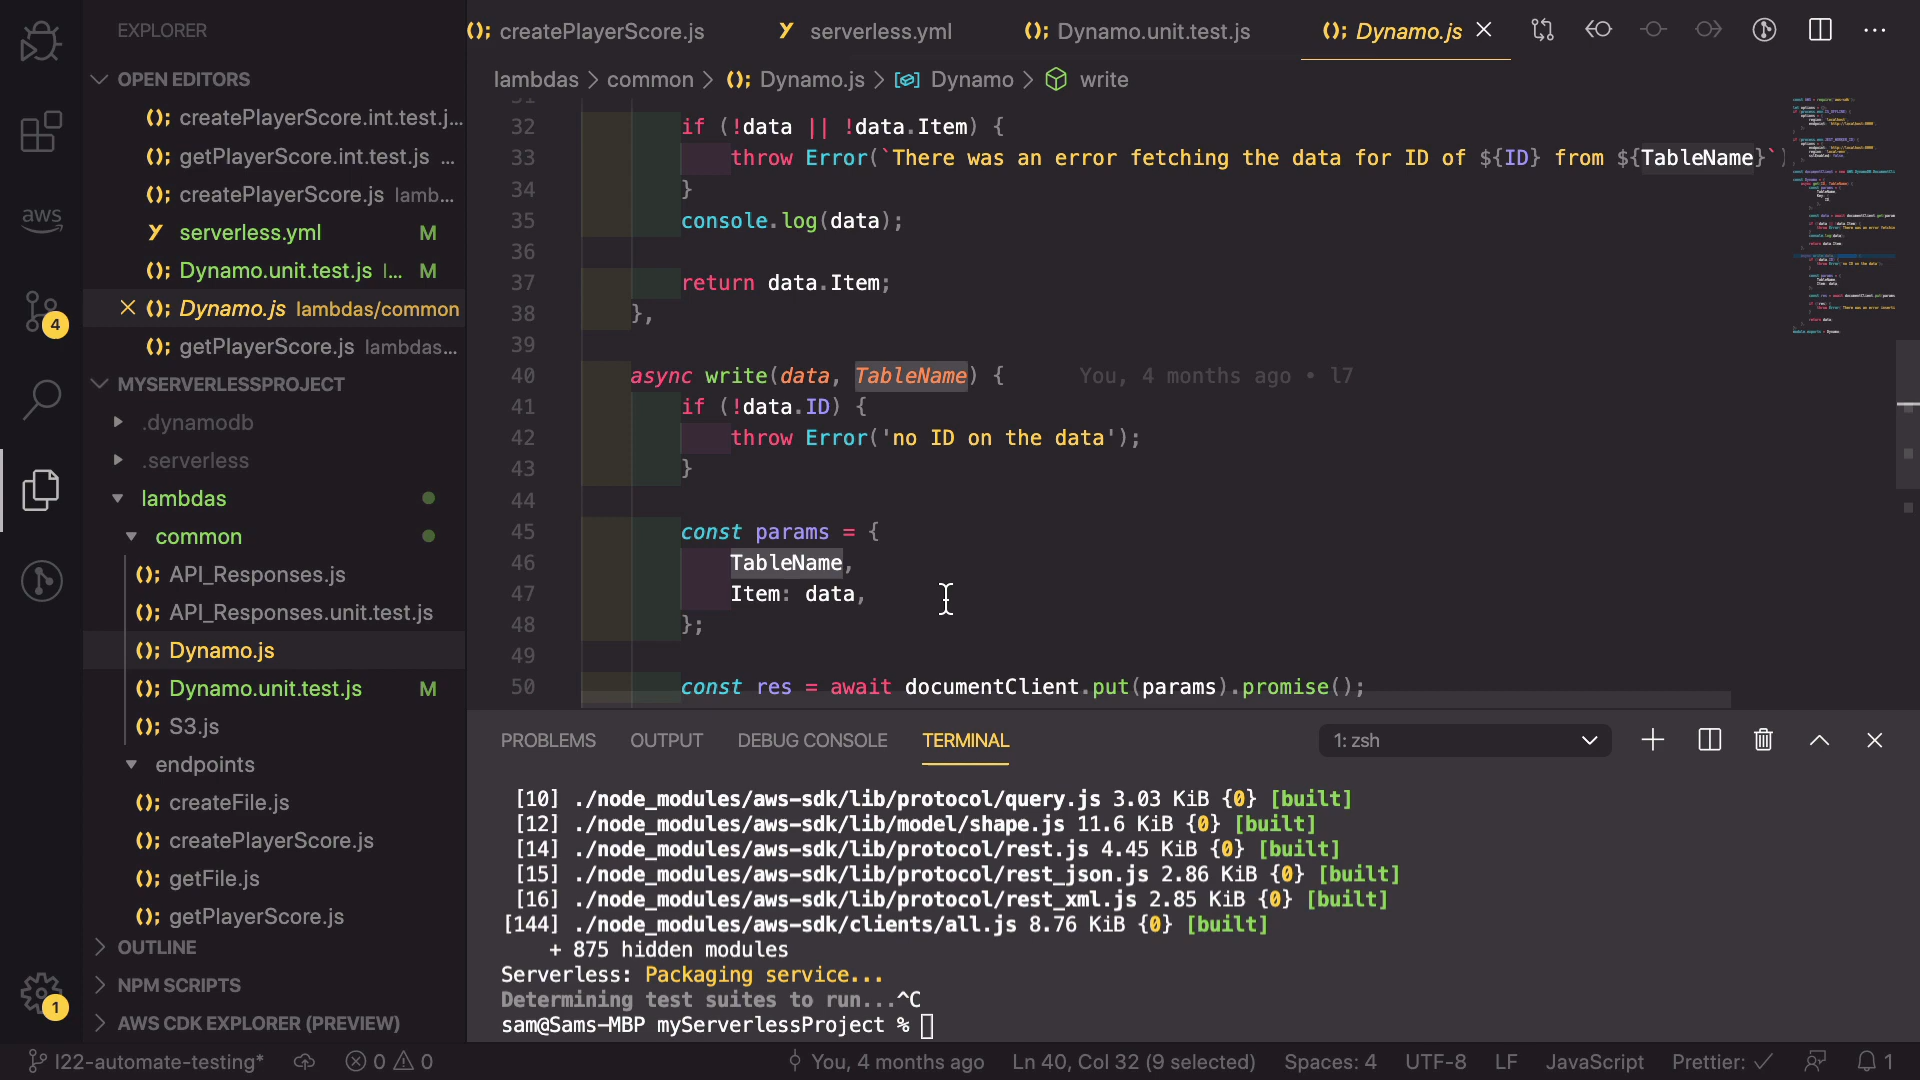 EXPLORER
OPEN EDITORS
createPlayerScore.int.test.j...
getPlayerScore.int.test.js ...
createPlayerScore.js lamb...
serverless.yml M
Dynamo.unit.test.js l... M
Dynamo.js lambdas/common
getPlayerScore.js lambdas...
MYSERVERLESSPROJECT
.dynamodb
.serverless
lambdas
common
API_Responses.js
API_Responses.unit.test.js
Dynamo.js
Dynamo.unit.test.js M
S3.js
endpoints
createFile.js
createPlayerScore.js
getFile.js
getPlayerScore.js
OUTLINE
NPM SCRIPTS
AWS CDK EXPLORER (PREVIEW)
aws
4
1
createPlayerScore.js serverless.yml Dynamo.unit.test.js Dynamo.js
lambdas > common > Dynamo.js > Dynamo > write
31
32 if (!data || !data.Item) {
33 throw Error(`There was an error fetching the data for ID of ${ID} from ${TableName}`)
34 }
35 console.log(data);
36
37 return data.Item;
38 },
39
40 async write(data, TableName) { You, 4 months ago • l7
41 if (!data.ID) {
42 throw Error('no ID on the data');
43 }
44
45 const params = {
46 TableName,
47 Item: data,
48 };
49
50 const res = await documentClient.put(params).promise();
PROBLEMS OUTPUT DEBUG CONSOLE TERMINAL 1: zsh
[10] ./node_modules/aws-sdk/lib/protocol/query.js 3.03 KiB {0} [built]
[12] ./node_modules/aws-sdk/lib/model/shape.js 11.6 KiB {0} [built]
[14] ./node_modules/aws-sdk/lib/protocol/rest.js 4.45 KiB {0} [built]
[15] ./node_modules/aws-sdk/lib/protocol/rest_json.js 2.86 KiB {0} [built]
[16] ./node_modules/aws-sdk/lib/protocol/rest_xml.js 2.85 KiB {0} [built]
[144] ./node_modules/aws-sdk/clients/all.js 8.76 KiB {0} [built]
+ 875 hidden modules
Serverless: Packaging service...
Determining test suites to run...^C
sam@Sams-MBP myServerlessProject %
l22-automate-testing* 0 0 You, 4 months ago Ln 40, Col 32 (9 selected) Spaces: 4 UTF-8 LF JavaScript Prettier: ✓ 1